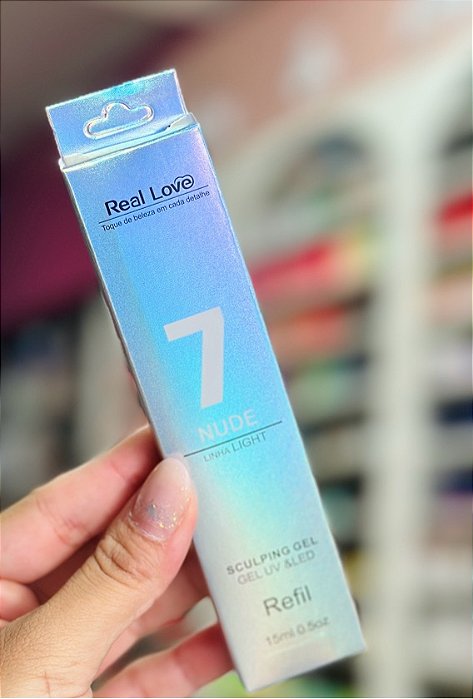 Real Love
Toque de beleza em cada detalhe
7
NUDE
LINHA LIGHT
SCULPING GEL
GEL UV &LED
Refil
15ml 0.5oz